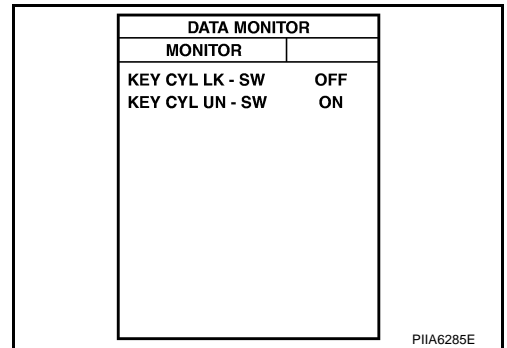 DATA MONITOR
MONITOR
KEY CYL LK - SW OFF
KEY CYL UN - SW ON
PIIA6285E